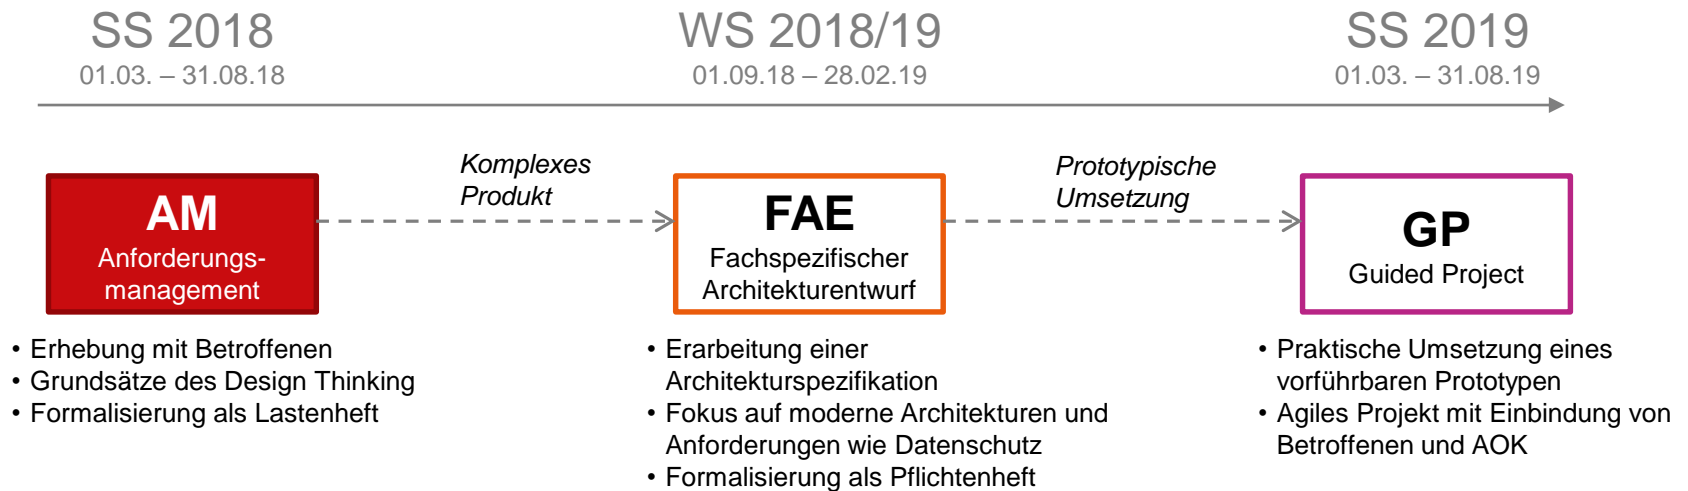 SS 2018
01.03. – 31.08.18
WS 2018/19
01.09.18 – 28.02.19
SS 2019
01.03. – 31.08.19
AM
Anforderungs-
management
Komplexes
Produkt
FAE
Fachspezifischer
Architekturentwurf
Prototypische
Umsetzung
GP
Guided Project
• Erhebung mit Betroffenen
• Grundsätze des Design Thinking
• Formalisierung als Lastenheft
• Erarbeitung einer
Architekturspezifikation
• Fokus auf moderne Architekturen und
Anforderungen wie Datenschutz
• Formalisierung als Pflichtenheft
• Praktische Umsetzung eines
vorführbaren Prototypen
• Agiles Projekt mit Einbindung von
Betroffenen und AOK